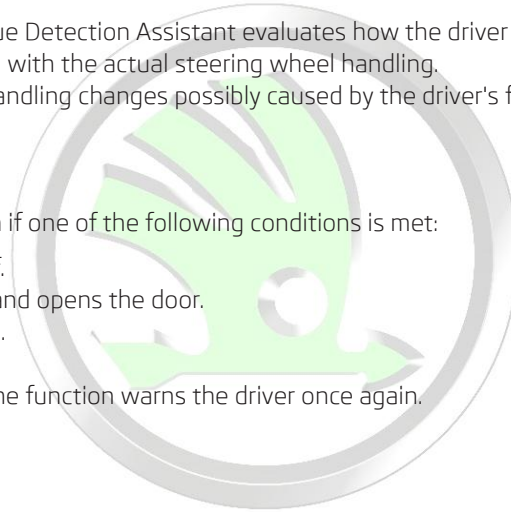 ue Detection Assistant evaluates how the driver
with the actual steering wheel handling.
andling changes possibly caused by the driver's f
if one of the following conditions is met:
and opens the door.
he function warns the driver once again.